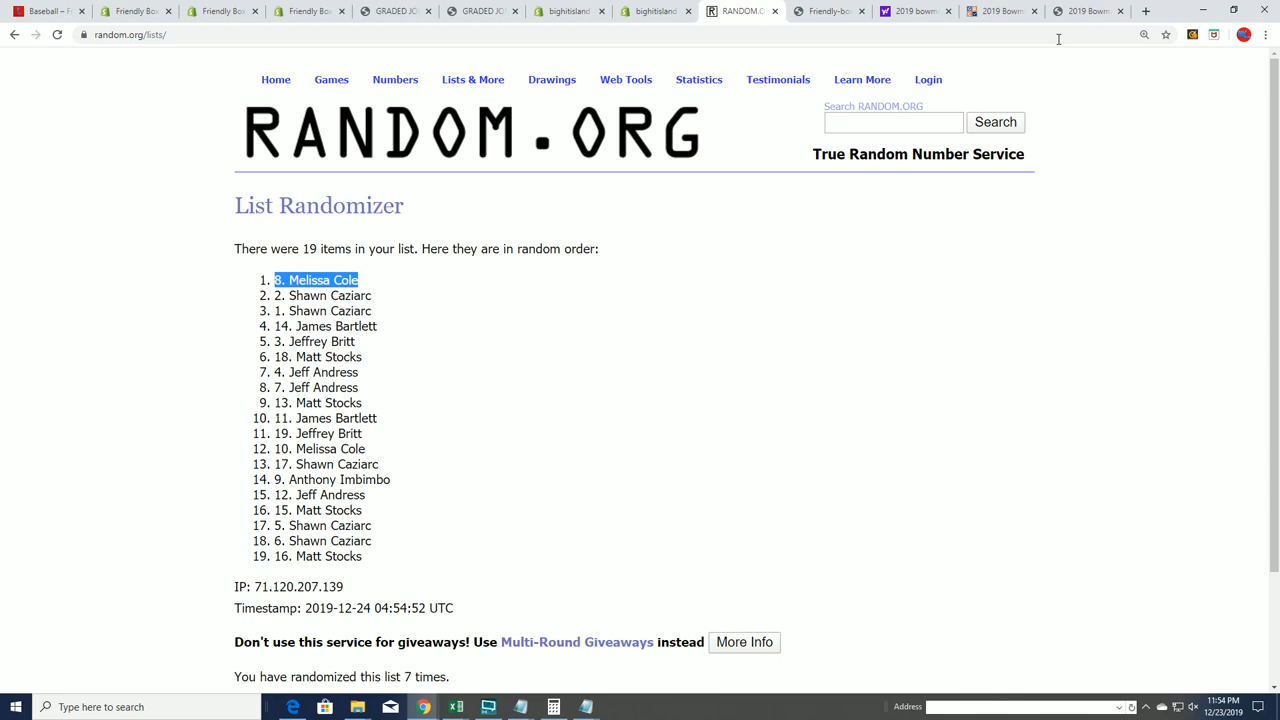 Baseball – F
Friendly Box
Friendly Box
Friendly Box
GRADED JO
GRADED JO
bighitisland
bighitisland
RANDOM.O
Friendly-box
2019 bowm
2019 Bowm
2019 Bowm
random.org/lists/
Home Games Numbers Lists & More Drawings Web Tools Statistics Testimonials Learn More Login
RANDOM.ORG
Search RANDOM.ORG
Search
True Random Number Service
List Randomizer
There were 19 items in your list. Here they are in random order:
1. 8. Melissa Cole
2. 2. Shawn Caziarc
3. 1. Shawn Caziarc
4. 14. James Bartlett
5. 3. Jeffrey Britt
6. 18. Matt Stocks
7. 4. Jeff Andress
8. 7. Jeff Andress
9. 13. Matt Stocks
10. 11. James Bartlett
11. 19. Jeffrey Britt
12. 10. Melissa Cole
13. 17. Shawn Caziarc
14. 9. Anthony Imbimbo
15. 12. Jeff Andress
16. 15. Matt Stocks
17. 5. Shawn Caziarc
18. 6. Shawn Caziarc
19. 16. Matt Stocks
IP: 71.120.207.139
Timestamp: 2019-12-24 04:54:52 UTC
Don't use this service for giveaways! Use Multi-Round Giveaways instead More Info
You have randomized this list 7 times.
Type here to search
Address
11:54 PM
12/23/2019